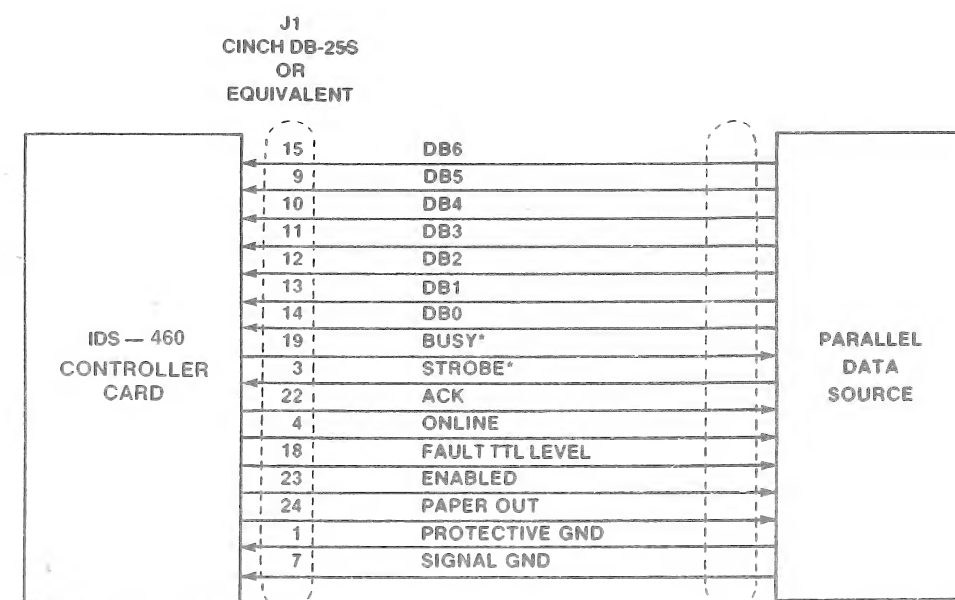 J1
CINCH DB-25S
OR
EQUIVALENT
15 DB6
9 DB5
10 DB4
11 DB3
12 DB2
13 DB1
14 DB0
19 BUSY*
3 STROBE*
22 ACK
4 ONLINE
18 FAULT TTL LEVEL
23 ENABLED
24 PAPER OUT
1 PROTECTIVE GND
7 SIGNAL GND
IDS — 460
CONTROLLER
CARD
PARALLEL
DATA
SOURCE